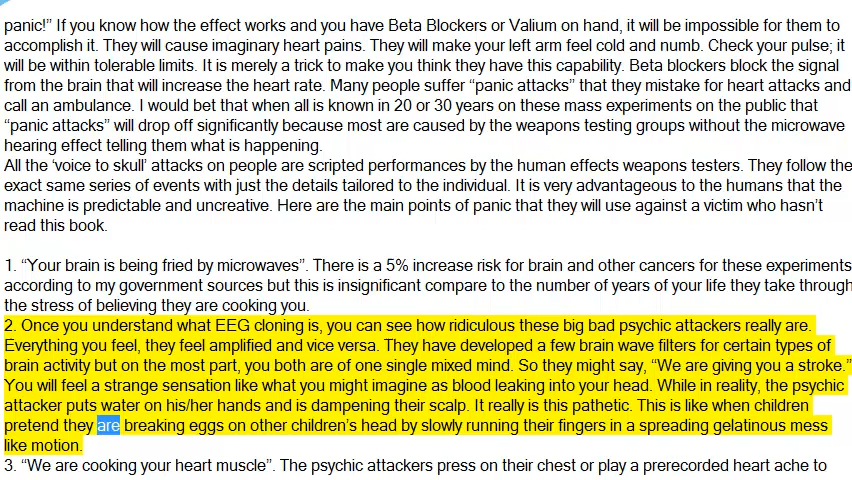 panic!” If you know how the effect works and you have Beta Blockers or Valium on hand, it will be impossible for them to
accomplish it. They will cause imaginary heart pains. They will make your left arm feel cold and numb. Check your pulse; it
will be within tolerable limits. It is merely a trick to make you think they have this capability. Beta blockers block the signal
from the brain that will increase the heart rate. Many people suffer “panic attacks” that they mistake for heart attacks and
call an ambulance. I would bet that when all is known in 20 or 30 years on these mass experiments on the public that
“panic attacks” will drop off significantly because most are caused by the weapons testing groups without the microwave
hearing effect telling them what is happening.
All the ‘voice to skull’ attacks on people are scripted performances by the human effects weapons testers. They follow the
exact same series of events with just the details tailored to the individual. It is very advantageous to the humans that the
machine is predictable and uncreative. Here are the main points of panic that they will use against a victim who hasn’t
read this book.
1. “Your brain is being fried by microwaves”. There is a 5% increase risk for brain and other cancers for these experiments
according to my government sources but this is insignificant compare to the number of years of your life they take through
the stress of believing they are cooking you.
2. Once you understand what EEG cloning is, you can see how ridiculous these big bad psychic attackers really are.
Everything you feel, they feel amplified and vice versa. They have developed a few brain wave filters for certain types of
brain activity but on the most part, you both are of one single mixed mind. So they might say, “We are giving you a stroke.”
You will feel a strange sensation like what you might imagine as blood leaking into your head. While in reality, the psychic
attacker puts water on his/her hands and is dampening their scalp. It really is this pathetic. This is like when children
pretend they are breaking eggs on other children’s head by slowly running their fingers in a spreading gelatinous mess
like motion.
3. “We are cooking your heart muscle”. The psychic attackers press on their chest or play a prerecorded heart ache to